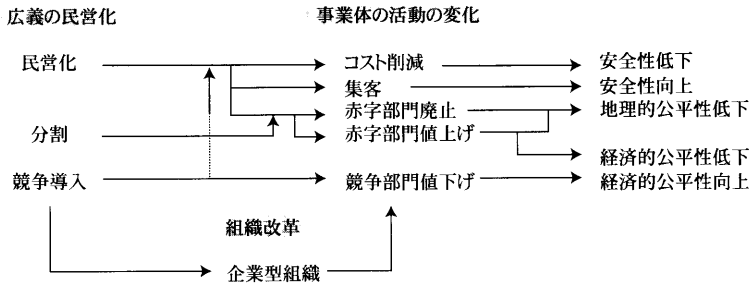 広義の民営化
事業体の活動の変化
民営化
コスト削減
安全性低下
集客
安全性向上
赤字部門廃止
地理的公平性低下
分割
赤字部門値上げ
経済的公平性低下
競争導入
競争部門値下げ
経済的公平性向上
組織改革
企業型組織